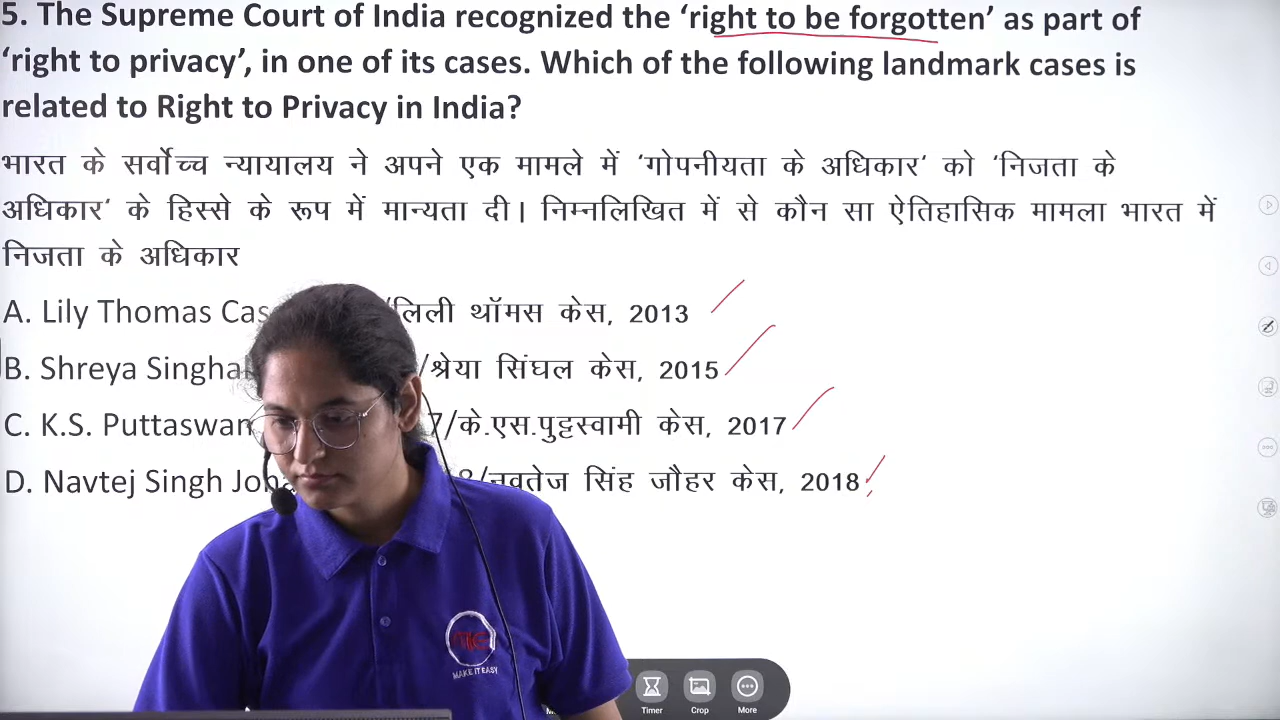 5. The Supreme Court of India recognized the ‘right to be forgotten’ as part of
‘right to privacy’, in one of its cases. Which of the following landmark cases is
related to Right to Privacy in India?
भारत के सर्वोच्च न्यायालय ने अपने एक मामले में ‘गोपनीयता के अधिकार‘ को ‘निजता के
अधिकार‘ के हिस्से के रूप में मान्यता दी। निम्नलिखित में से कौन सा ऐतिहासिक मामला भारत में
निजता के अधिकार
A. Lily Thomas लिली थॉमस केस, 2013
B. Shreya /श्रेया सिंघल केस, 2015
C. K.S. /के.एस.पुट्टस्वामी केस, 2017
D. Navtej Singh /नवतेज सिंह जौहर केस, 2018
MAKE IT EASY
Timer Crop More